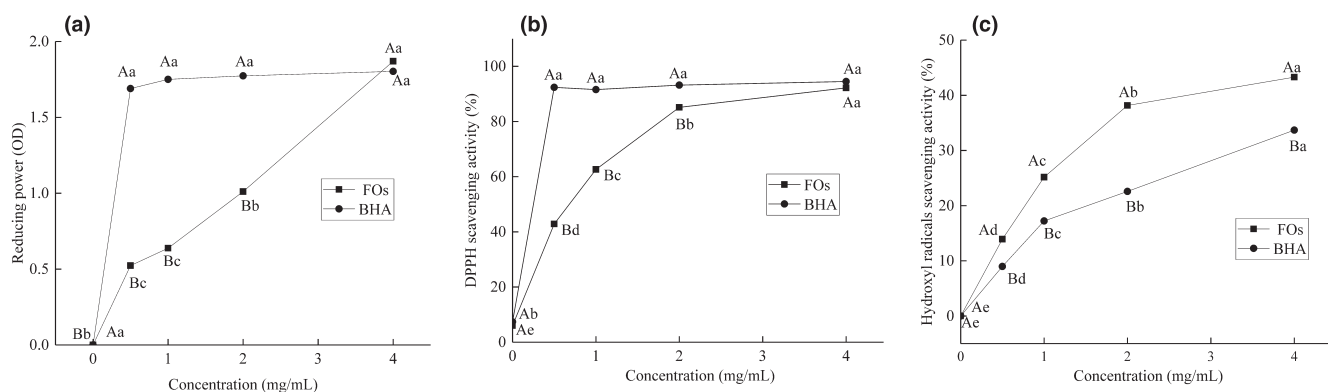 (a)
2.0
1.5
1.0
0.5
0.0
Reducing power (OD)
Aa
Aa
Aa
Aa
Aa
Bb
Bc
Bc
Bb
Aa
FOs
BHA
0
1
2
3
4
Concentration (mg/mL)
(b)
100
80
60
40
20
0
DPPH scavenging activity (%)
Aa
Aa
Aa
Aa
Aa
Bb
Bc
Bd
Ab
Ae
FOs
BHA
0
1
2
3
4
Concentration (mg/mL)
(c)
50
40
30
20
10
0
Hydroxyl radicals scavenging activity (%)
Aa
Ab
Ac
Ba
Bb
Ad
Bc
Bd
Ae
Ae
FOs
BHA
0
1
2
3
4
Concentration (mg/mL)